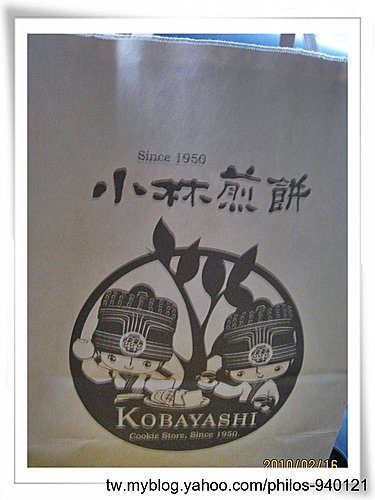 Since 1950
小林煎餅
KOBAYASHI
Cookie Store, Since 1950.
2010/02/16
tw.myblog.yahoo.com/philos-940121